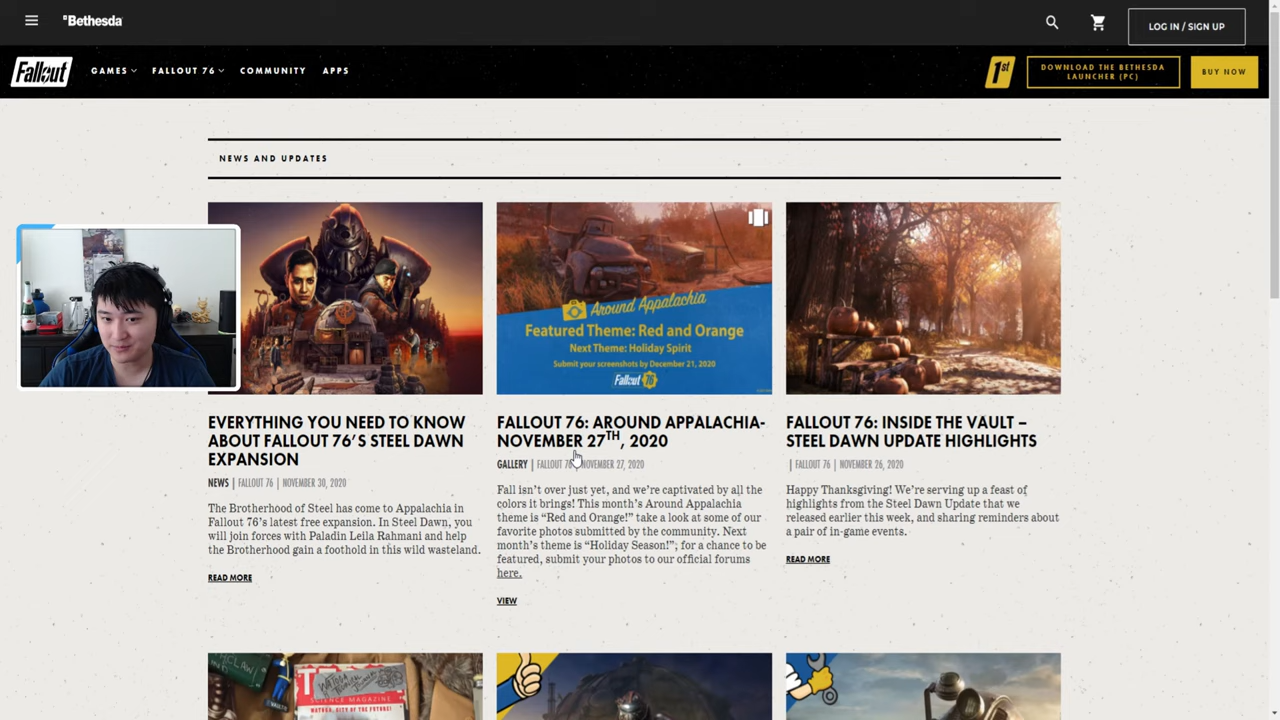 Bethesda
LOG IN / SIGN UP
Fallout
GAMES
FALLOUT 76
COMMUNITY
APPS
1st
DOWNLOAD THE BETHESDA
LAUNCHER (PC)
BUY NOW
NEWS AND UPDATES
Around Appalachia
Featured Theme: Red and Orange
Next Theme: Holiday Spirit
Submit your screenshots by December 21, 2020
Fallout 76
EVERYTHING YOU NEED TO KNOW
ABOUT FALLOUT 76'S STEEL DAWN
EXPANSION
NEWS | FALLOUT 76 | NOVEMBER 30, 2020
The Brotherhood of Steel has come to Appalachia in
Fallout 76's latest free expansion. In Steel Dawn, you
will join forces with Paladin Leila Rahmani and help
the Brotherhood gain a foothold in this wild wasteland.
READ MORE
FALLOUT 76: AROUND APPALACHIA-
NOVEMBER 27TH, 2020
GALLERY | FALLOUT 76 | NOVEMBER 27, 2020
Fall isn't over just yet, and we're captivated by all the
colors it brings! This month's Around Appalachia
theme is "Red and Orange!" take a look at some of our
favorite photos submitted by the community. Next
month's theme is "Holiday Season!"; for a chance to be
featured, submit your photos to our official forums
here.
VIEW
FALLOUT 76: INSIDE THE VAULT –
STEEL DAWN UPDATE HIGHLIGHTS
| FALLOUT 76 | NOVEMBER 26, 2020
Happy Thanksgiving! We're serving up a feast of
highlights from the Steel Dawn Update that we
released earlier this week, and sharing reminders about
a pair of in-game events.
READ MORE
SCIENCE MAGAZINE